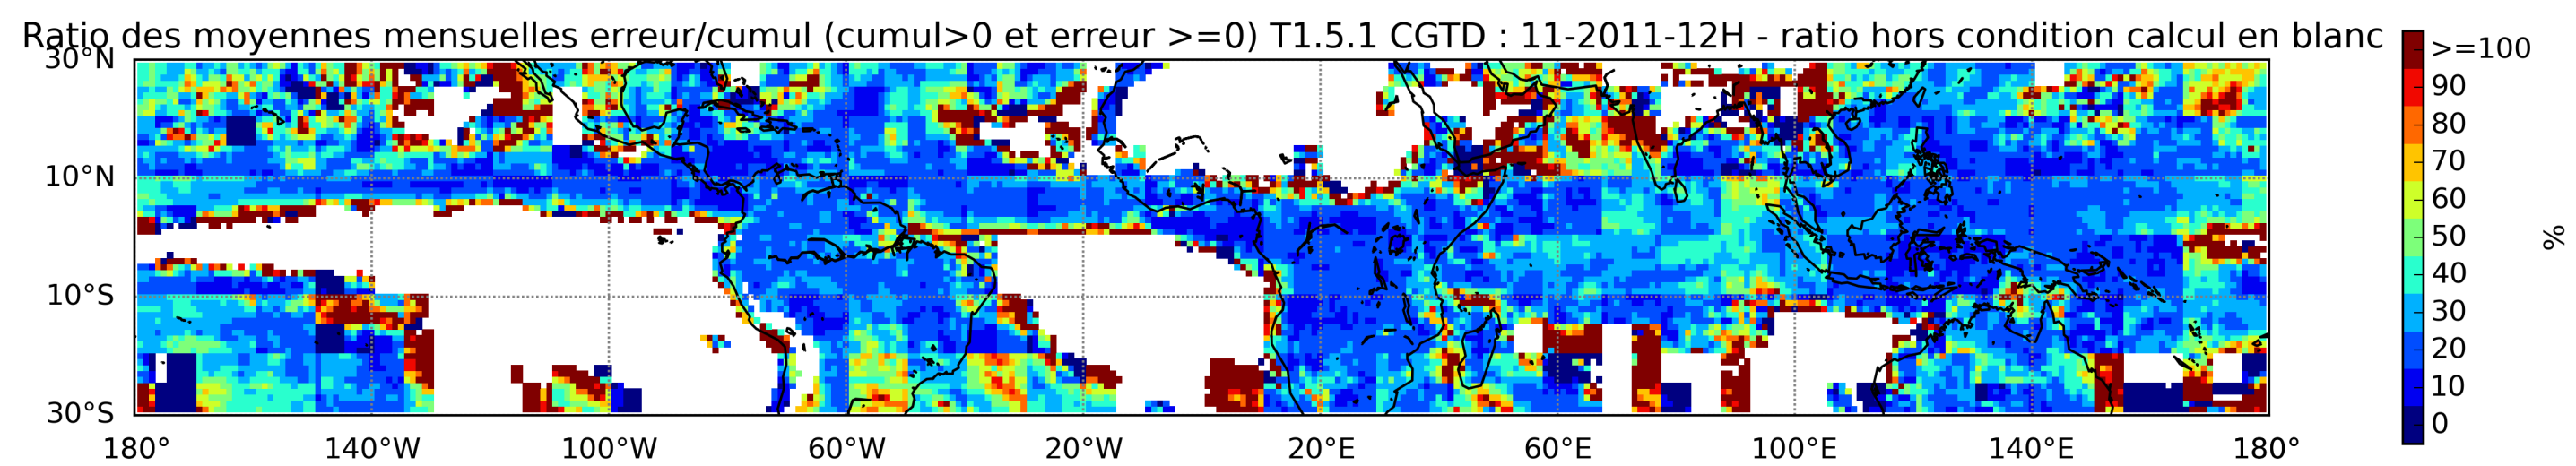 Ratio des moyennes mensuelles erreur/cumul (cumul>0 et erreur >=0) T1.5.1 CGTD : 11-2011-12H - ratio hors condition calcul en blanc
30°N
10°N
10°S
30°S
180° 140°W 100°W 60°W 20°W 20°E 60°E 100°E 140°E 180°
>=100
90
80
70
60
50
40
30
20
10
0
%